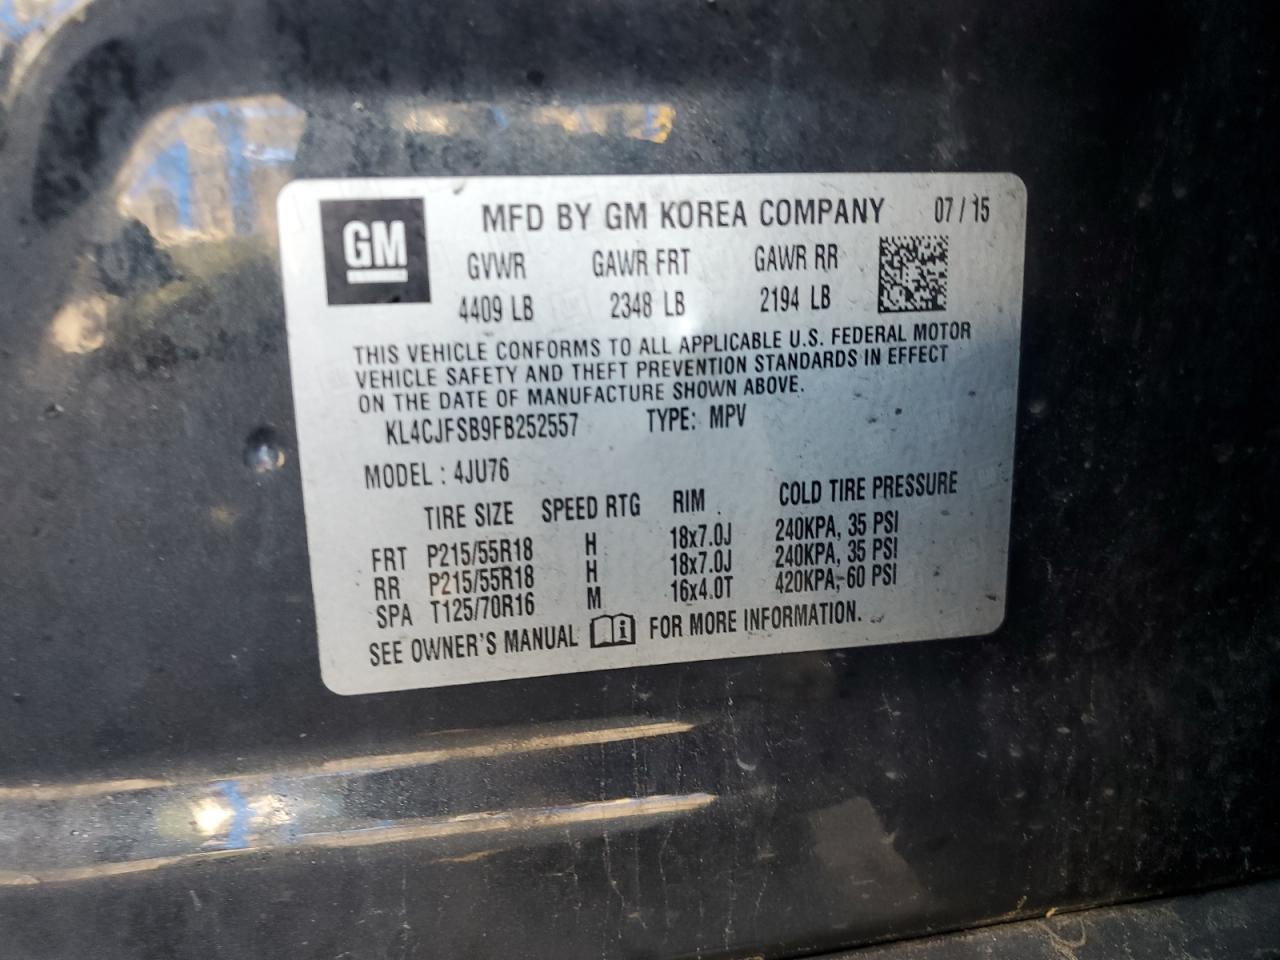 GM
MFD BY GM KOREA COMPANY 07 / 15
GVWR GAWR FRT GAWR RR
4409 LB 2348 LB 2194 LB
THIS VEHICLE CONFORMS TO ALL APPLICABLE U.S. FEDERAL MOTOR
VEHICLE SAFETY AND THEFT PREVENTION STANDARDS IN EFFECT
ON THE DATE OF MANUFACTURE SHOWN ABOVE.
KL4CJFSB9FB252557 TYPE: MPV
MODEL : 4JU76
TIRE SIZE SPEED RTG RIM COLD TIRE PRESSURE
FRT P215/55R18 H 18x7.0J 240KPA, 35 PSI
RR P215/55R18 H 18x7.0J 240KPA, 35 PSI
SPA T125/70R16 M 16x4.0T 420KPA, 60 PSI
SEE OWNER'S MANUAL FOR MORE INFORMATION.